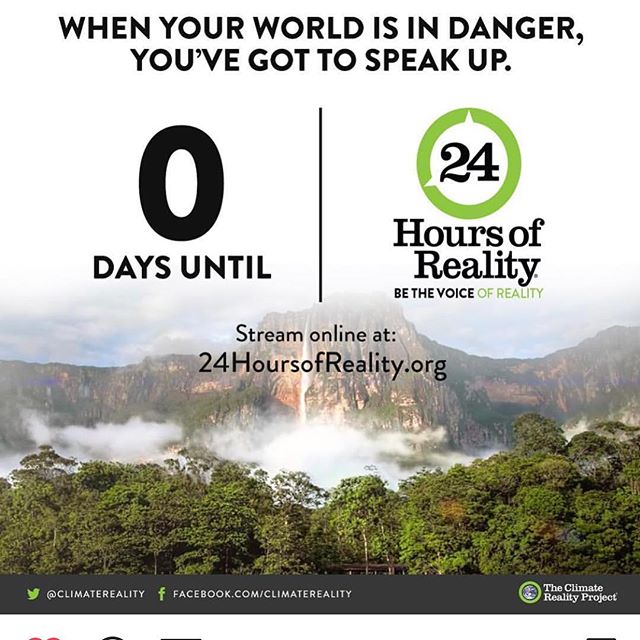 WHEN YOUR WORLD IS IN DANGER,
YOU'VE GOT TO SPEAK UP.
0
DAYS UNTIL
24
Hours of
Reality®
BE THE VOICE OF REALITY
Stream online at:
24HoursofReality.org
@CLIMATEREALITY
FACEBOOK.COM/CLIMATEREALITY
The Climate
Reality Project®